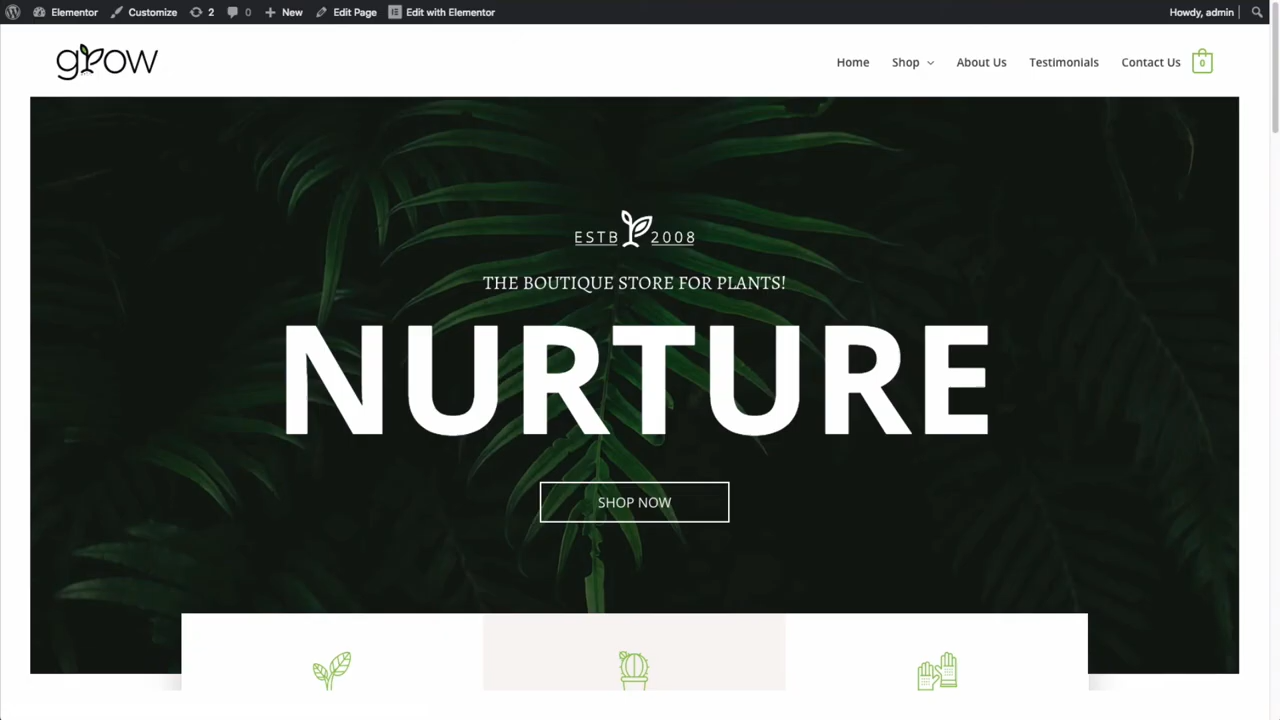 Elementor Customize 2 0 New Edit Page Edit with Elementor Howdy, admin
grow Home Shop About Us Testimonials Contact Us 0
ESTB 2008
THE BOUTIQUE STORE FOR PLANTS!
NURTURE
SHOP NOW